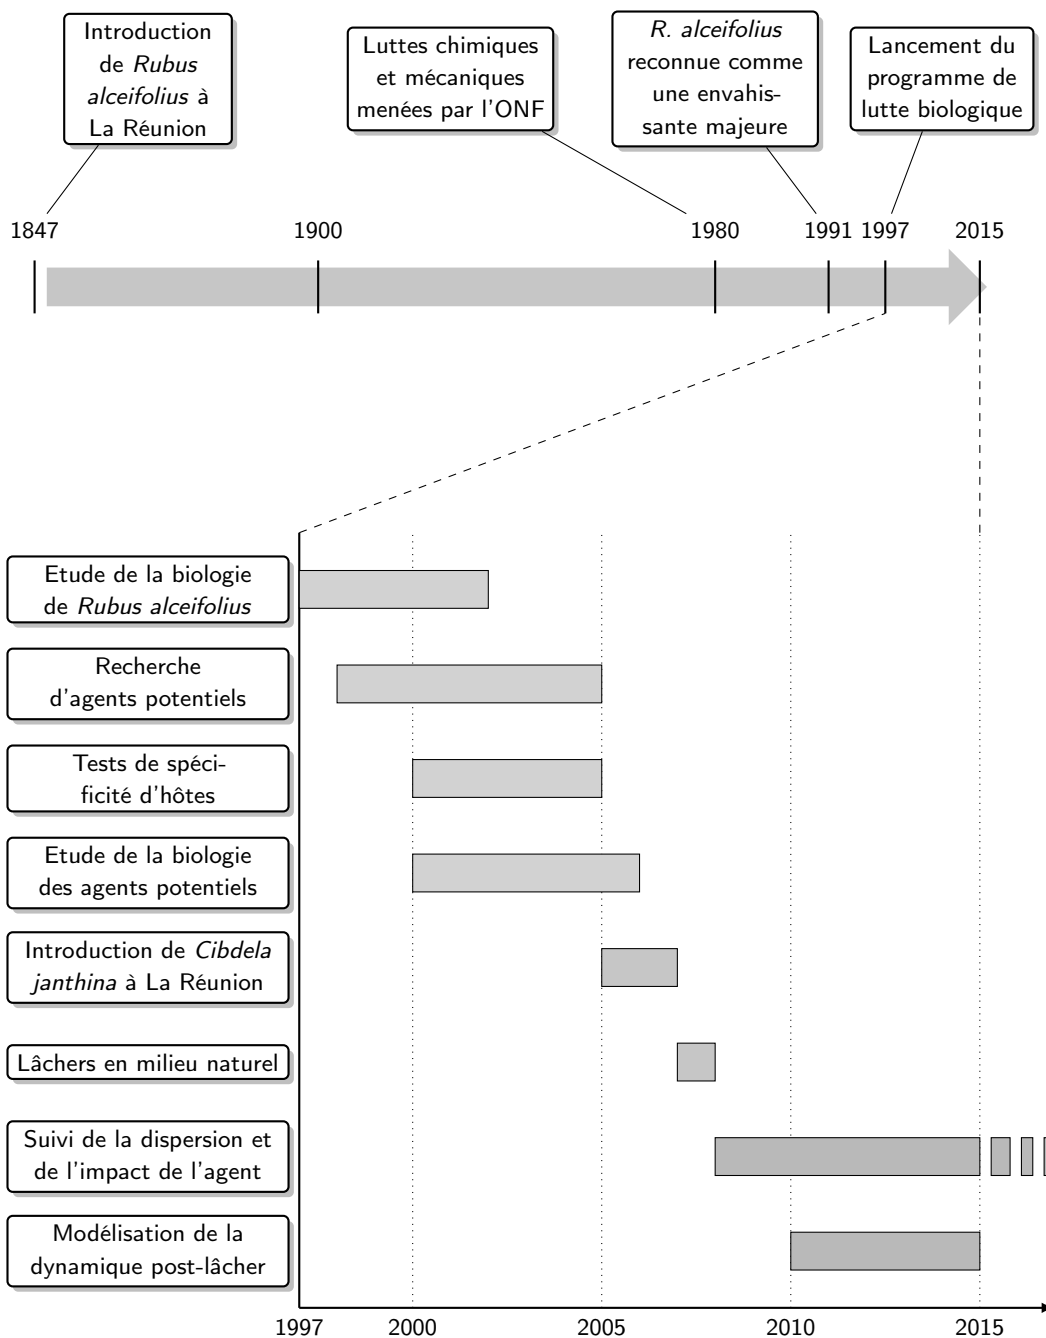 Introduction
de Rubus
alceifolius à
La Réunion
Luttes chimiques
et mécaniques
menées par l'ONF
R. alceifolius
reconnue comme
une envahis-
sante majeure
Lancement du
programme de
lutte biologique
1847 1900 1980 1991 1997 2015
Etude de la biologie
de Rubus alceifolius
Recherche
d'agents potentiels
Tests de spéci-
ficité d'hôtes
Etude de la biologie
des agents potentiels
Introduction de Cibdela
janthina à La Réunion
Lâchers en milieu naturel
Suivi de la dispersion et
de l'impact de l'agent
Modélisation de la
dynamique post-lâcher
1997 2000 2005 2010 2015